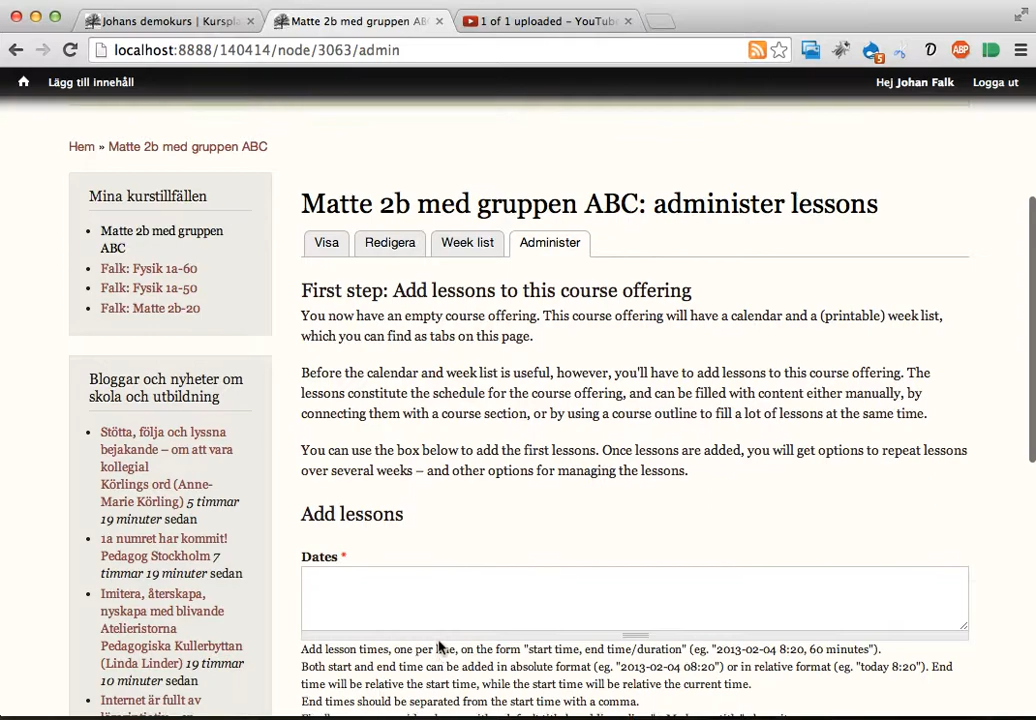 Johans demokurs | Kurspla
Matte 2b med gruppen ABC
1 of 1 uploaded - YouTube
localhost:8888/140414/node/3063/admin
5
ABP
Lägg till innehåll
Hej Johan Falk
Logga ut
Hem » Matte 2b med gruppen ABC
Mina kurstillfällen
Matte 2b med gruppen
ABC
Falk: Fysik 1a-60
Falk: Fysik 1a-50
Falk: Matte 2b-20
Bloggar och nyheter om
skola och utbildning
Stötta, följa och lyssna
bejakande – om att vara
kollegial
Körlings ord (Anne-
Marie Körling) 5 timmar
19 minuter sedan
1a numret har kommit!
Pedagog Stockholm 7
timmar 19 minuter sedan
Imitera, återskapa,
nyskapa med blivande
Atelieristorna
Pedagogiska Kullerbyttan
(Linda Linder) 19 timmar
10 minuter sedan
Internet är fullt av
Matte 2b med gruppen ABC: administer lessons
Visa
Redigera
Week list
Administer
First step: Add lessons to this course offering
You now have an empty course offering. This course offering will have a calendar and a (printable) week list,
which you can find as tabs on this page.
Before the calendar and week list is useful, however, you'll have to add lessons to this course offering. The
lessons constitute the schedule for the course offering, and can be filled with content either manually, by
connecting them with a course section, or by using a course outline to fill a lot of lessons at the same time.
You can use the box below to add the first lessons. Once lessons are added, you will get options to repeat lessons
over several weeks – and other options for managing the lessons.
Add lessons
Dates *
Add lesson times, one per line, on the form "start time, end time/duration" (eg. "2013-02-04 8:20, 60 minutes").
Both start and end time can be added in absolute format (eg. "2013-02-04 08:20") or in relative format (eg. "today 8:20"). End
time will be relative the start time, while the start time will be relative the current time.
End times should be separated from the start time with a comma.